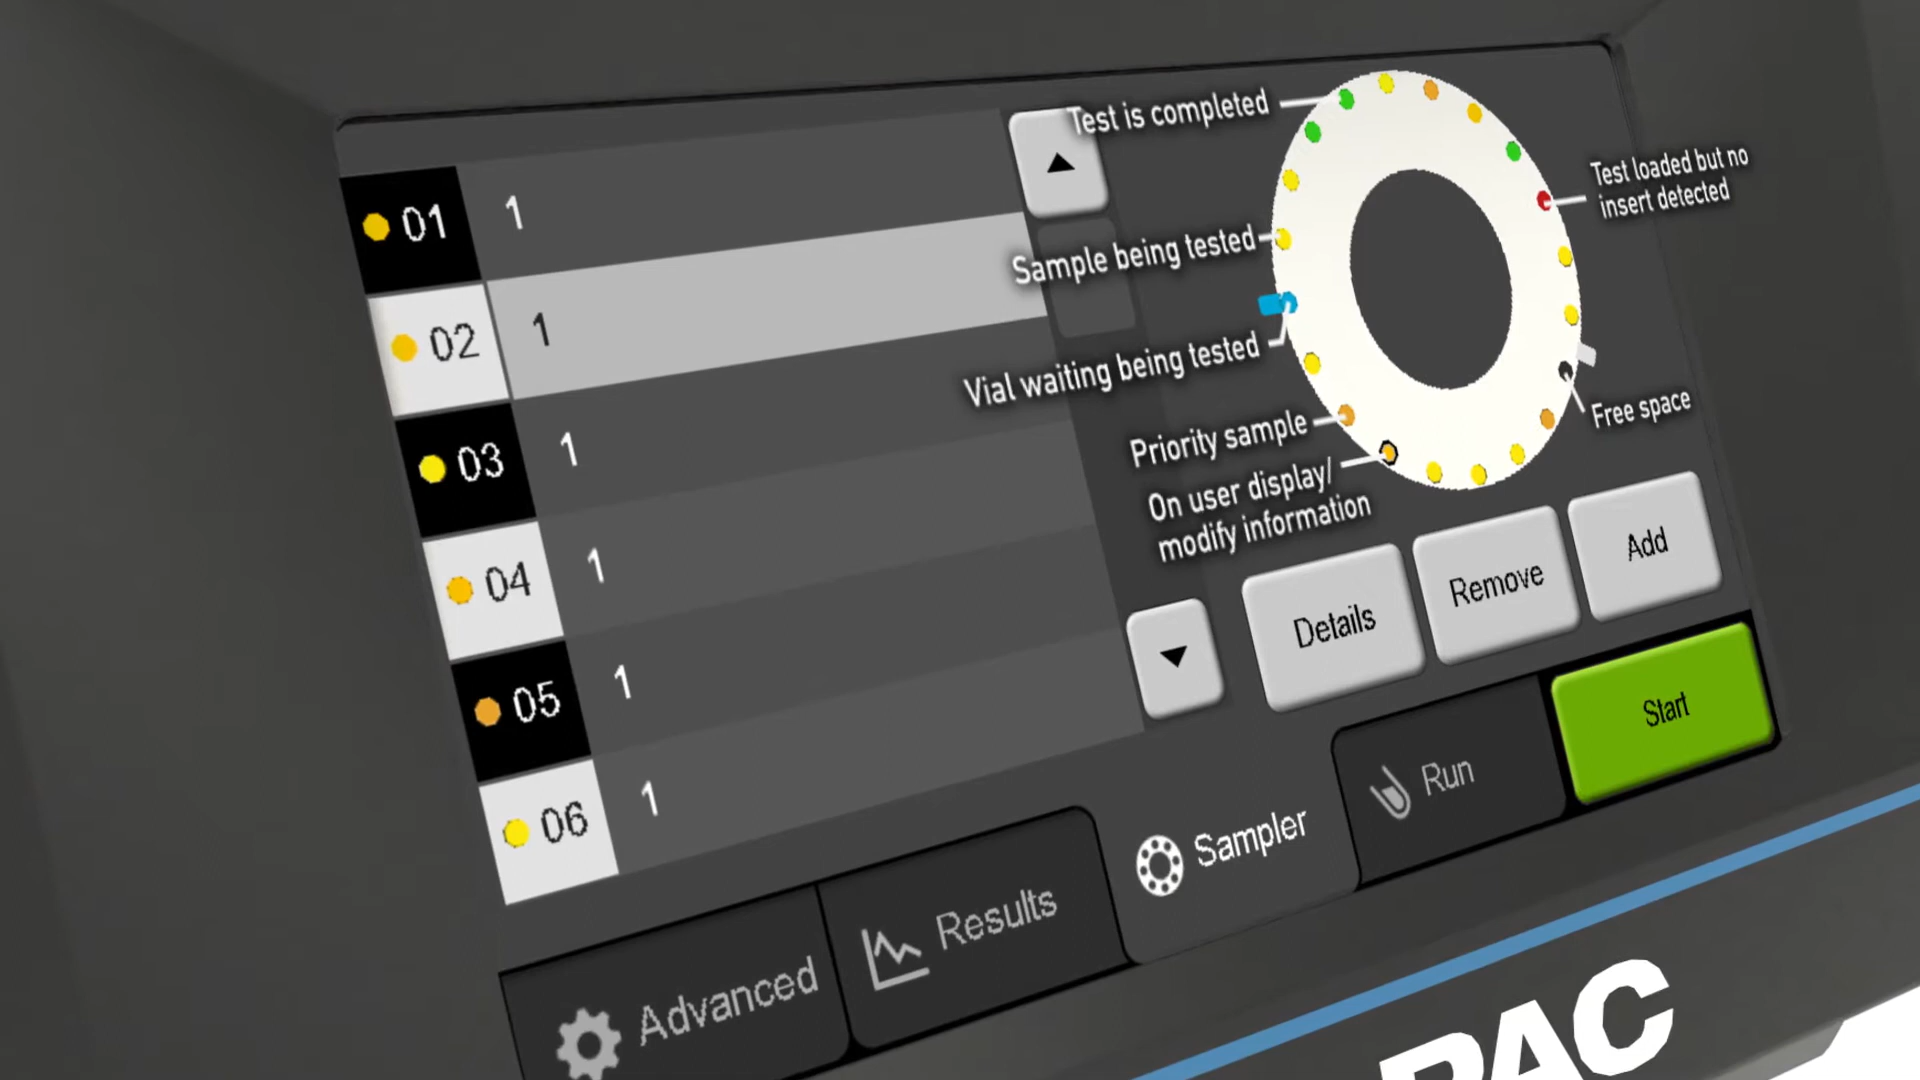 01 1
02 1
03 1
04 1
05 1
06 1
Test is completed
Sample being tested
Vial waiting being tested
Priority sample
On user display/
modify information
Test loaded but no
insert detected
Free space
Details
Remove
Add
Start
Run
Sampler
Results
Advanced
PAC